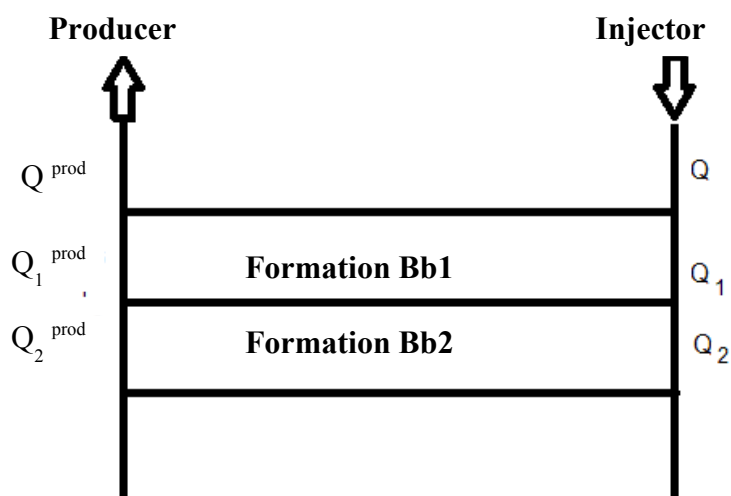 Producer Injector
Q prod Q
Q1 prod Formation Bb1 Q1
Q2 prod Formation Bb2 Q2